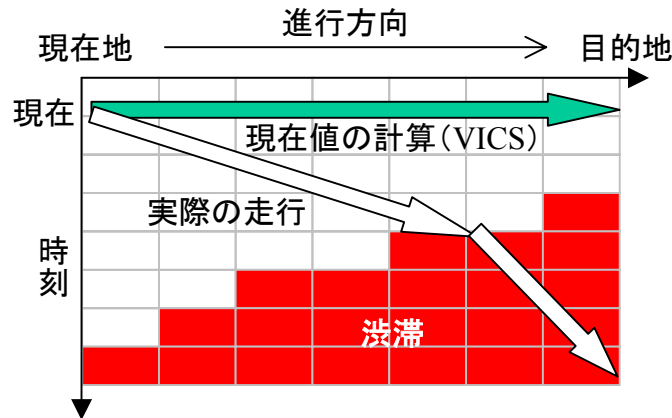 進行方向
現在地
目的地
現在
現在値の計算(VICS)
実際の走行
時刻
渋滞